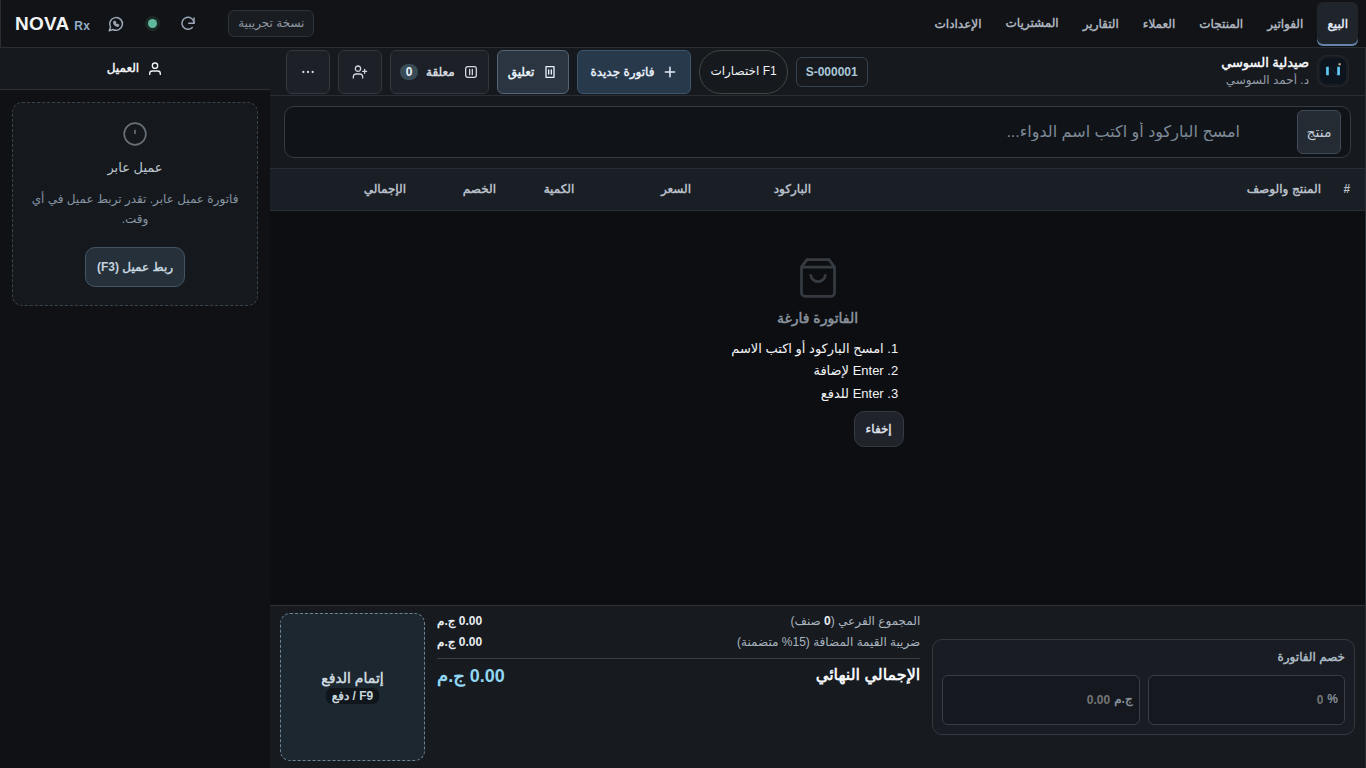 البيع
الفواتير
المنتجات
العملاء
المشتريات
التقارير
الإعدادات
نسخة تجريبية
NOVA Rx
صيدلية السوسي
د. أحمد السوسي
S-000001
F1 اختصارات
فاتورة جديدة
تعليق
معلقة 0
العميل
منتج
امسح الباركود أو اكتب اسم الدواء...
# المنتج والوصف الباركود السعر الكمية الخصم الإجمالي
عميل عابر
فاتورة عميل عابر. تقدر تربط عميل في أي
وقت.
ربط عميل (F3)
الفاتورة فارغة
1. امسح الباركود أو اكتب الاسم
2. Enter لإضافة
3. Enter للدفع
إخفاء
خصم الفاتورة
% 0
ج.م 0.00
المجموع الفرعي (0 صنف) 0.00 ج.م
ضريبة القيمة المضافة (15% متضمنة) 0.00 ج.م
الإجمالي النهائي 0.00 ج.م
إتمام الدفع
F9 / دفع